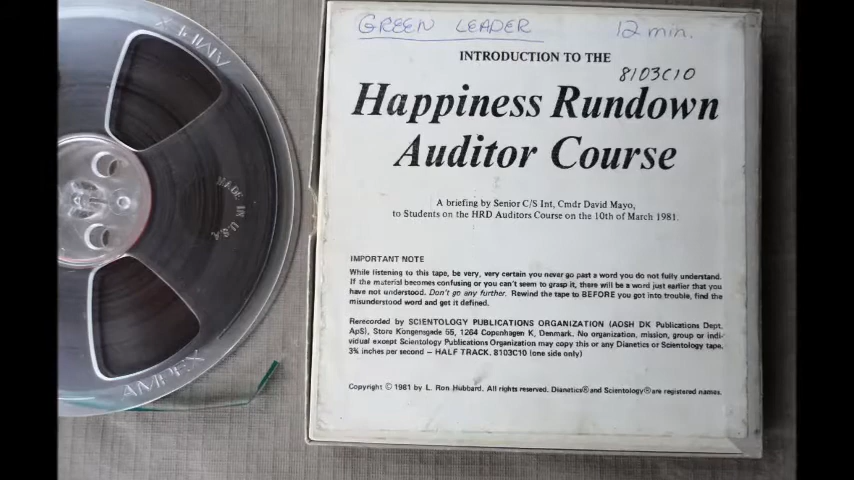 AMPEX
MADE IN U.S.A.
AMPEX
GREEN LEADER 12 min.
INTRODUCTION TO THE
8103C10
Happiness Rundown
Auditor Course
A briefing by Senior C/S Int, Cmdr David Mayo,
to Students on the HRD Auditors Course on the 10th of March 1981.
IMPORTANT NOTE
While listening to this tape, be very, very certain you never go past a word you do not fully understand.
If the material becomes confusing or you can't seem to grasp it, there will be a word just earlier that you
have not understood. Don't go any further. Rewind the tape to BEFORE you got into trouble, find the
misunderstood word and get it defined.
Rerecorded by SCIENTOLOGY PUBLICATIONS ORGANIZATION (AOSH DK Publications Dept.
ApS), Store Kongensgade 55, 1264 Copenhagen K, Denmark. No organization, mission, group or indi-
vidual except Scientology Publications Organization may copy this or any Dianetics or Scientology tape.
3¾ inches per second – HALF TRACK. 8103C10 (one side only)
Copyright © 1981 by L. Ron Hubbard. All rights reserved. Dianetics® and Scientology® are registered names.